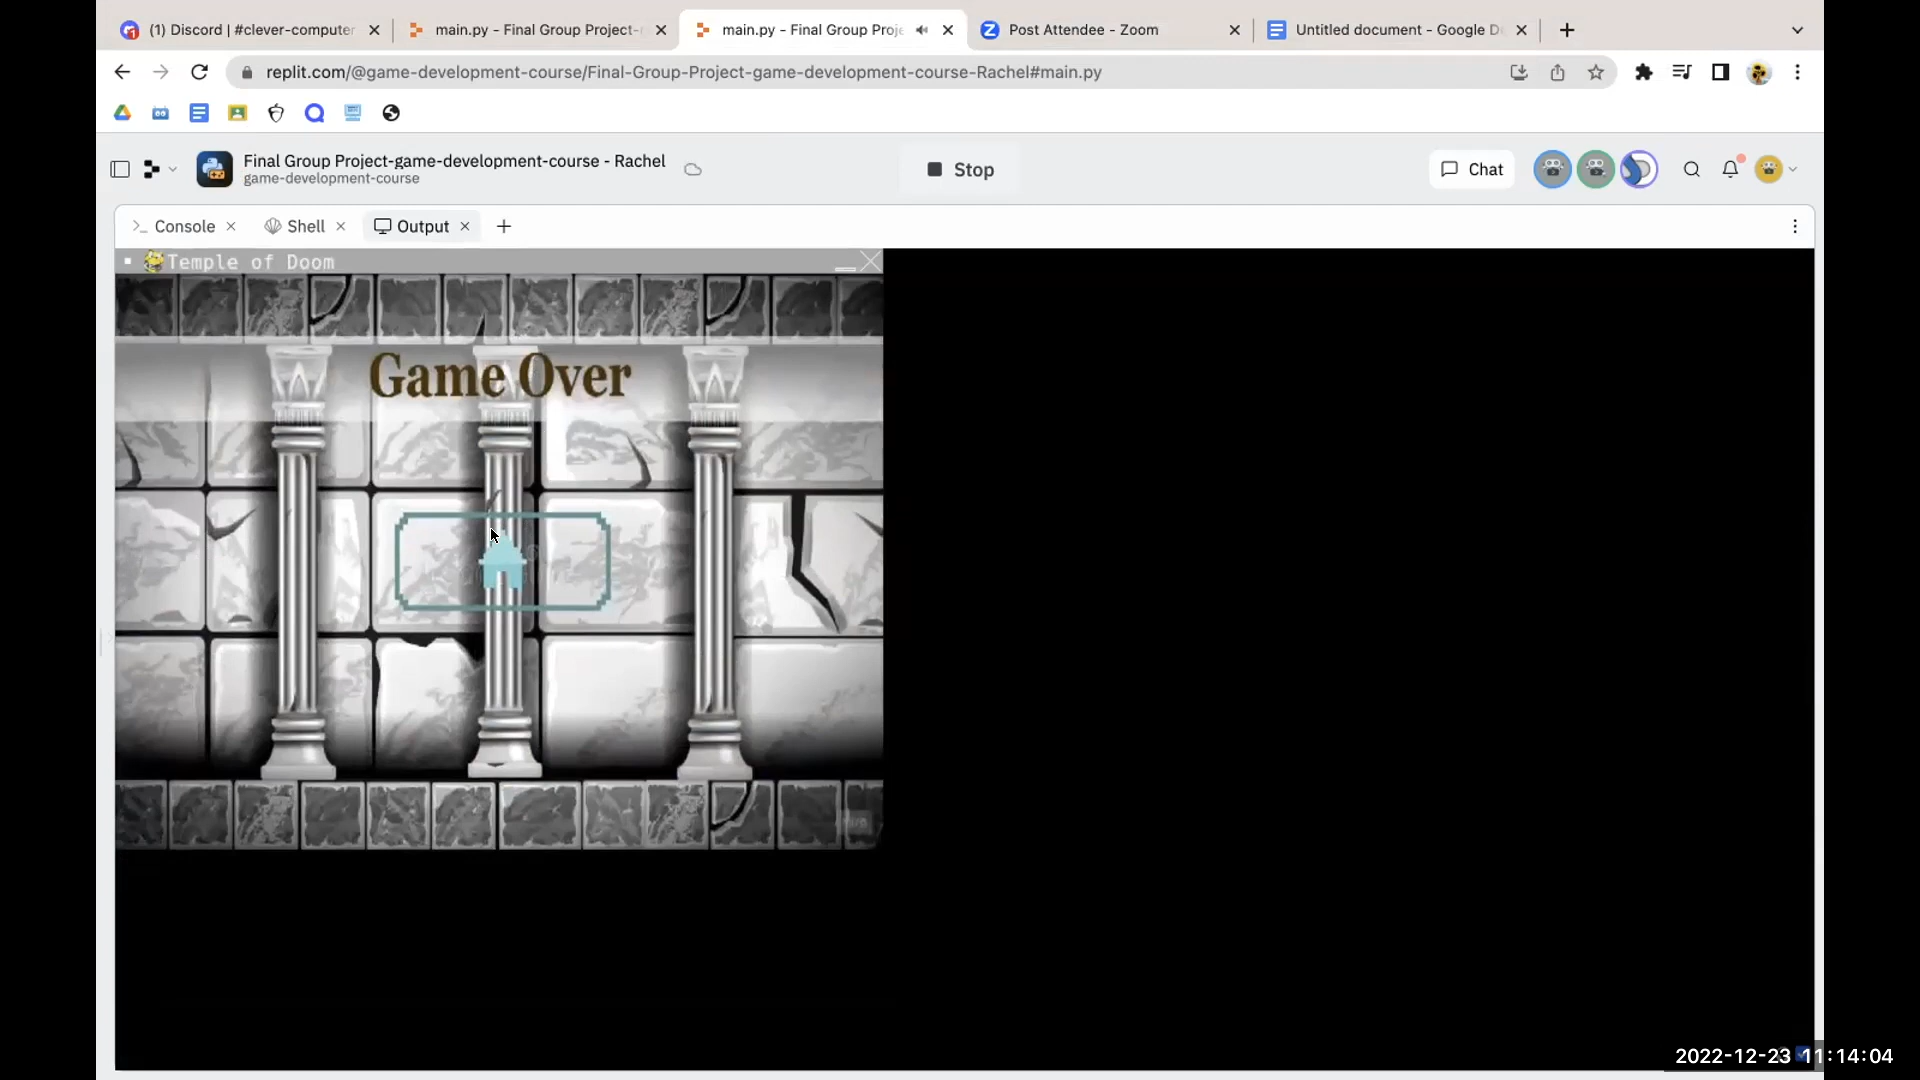 (1) Discord | #clever-computer
main.py - Final Group Project-
main.py - Final Group Proje
Post Attendee - Zoom
Untitled document - Google D
replit.com/@game-development-course/Final-Group-Project-game-development-course-Rachel#main.py
Final Group Project-game-development-course - Rachel
game-development-course
Stop
Chat
Console
Shell
Output
Temple of Doom
Game Over
2022-12-23 11:14:04